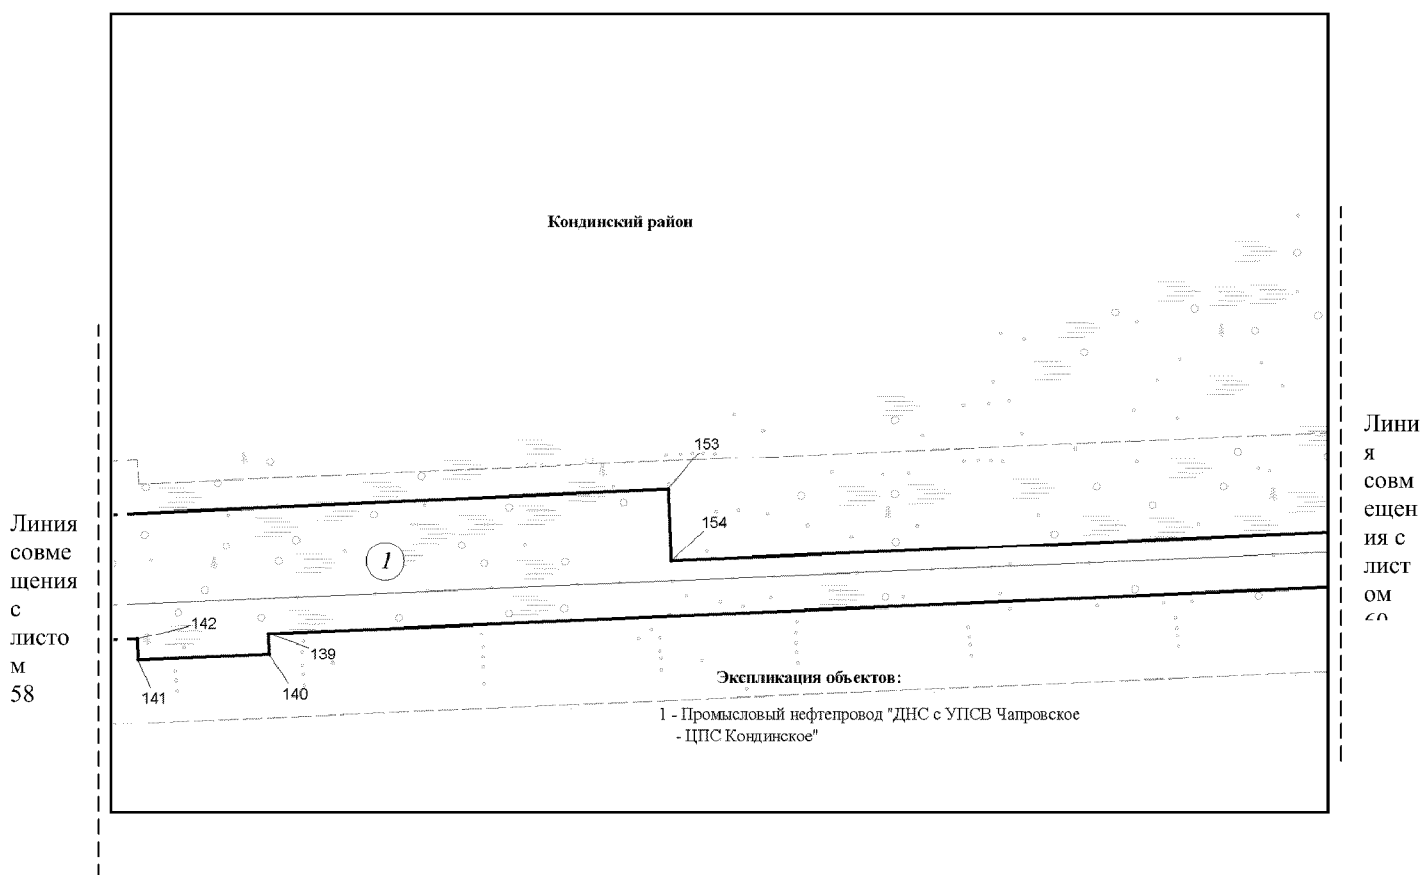 Кондинский район
153
154
1
142
139
141
140
Линия
совме
щения
с
листо
м
58
Лини
я
совм
ещен
ия с
лист
ом
Экспликация объектов:
1 - Промысловый нефтепровод "ДНС с УПСВ Чапровское
- ЦПС Кондинское"